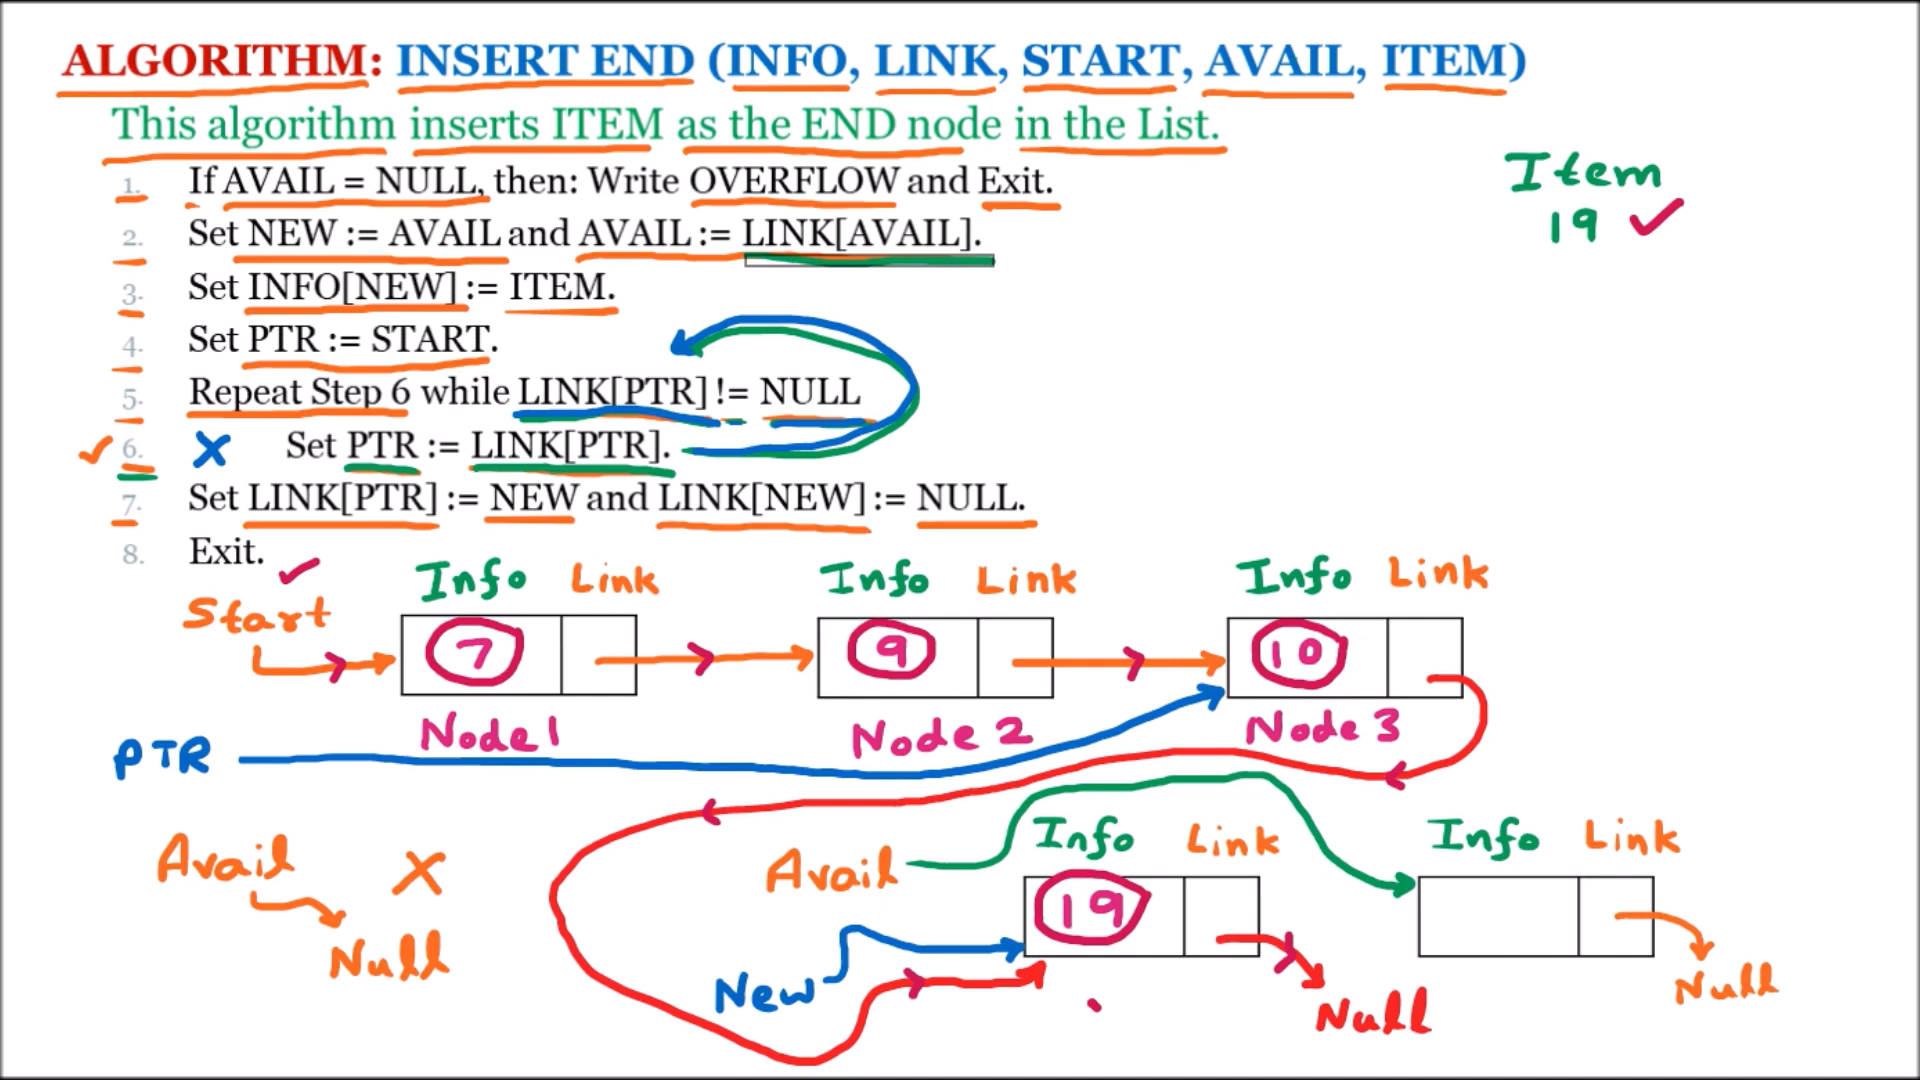 ALGORITHM: INSERT END (INFO, LINK, START, AVAIL, ITEM)
This algorithm inserts ITEM as the END node in the List.
1. If AVAIL = NULL, then: Write OVERFLOW and Exit.
2. Set NEW := AVAIL and AVAIL := LINK[AVAIL].
3. Set INFO[NEW] := ITEM.
4. Set PTR := START.
5. Repeat Step 6 while LINK[PTR] != NULL
6. X Set PTR := LINK[PTR].
7. Set LINK[PTR] := NEW and LINK[NEW] := NULL.
8. Exit.
Item
19
Info Link Info Link Info Link
Start
7 9 10
Node 1 Node 2 Node 3
PTR
Avail X
Null
Avail
Info Link Info Link
19
New
Null
Null